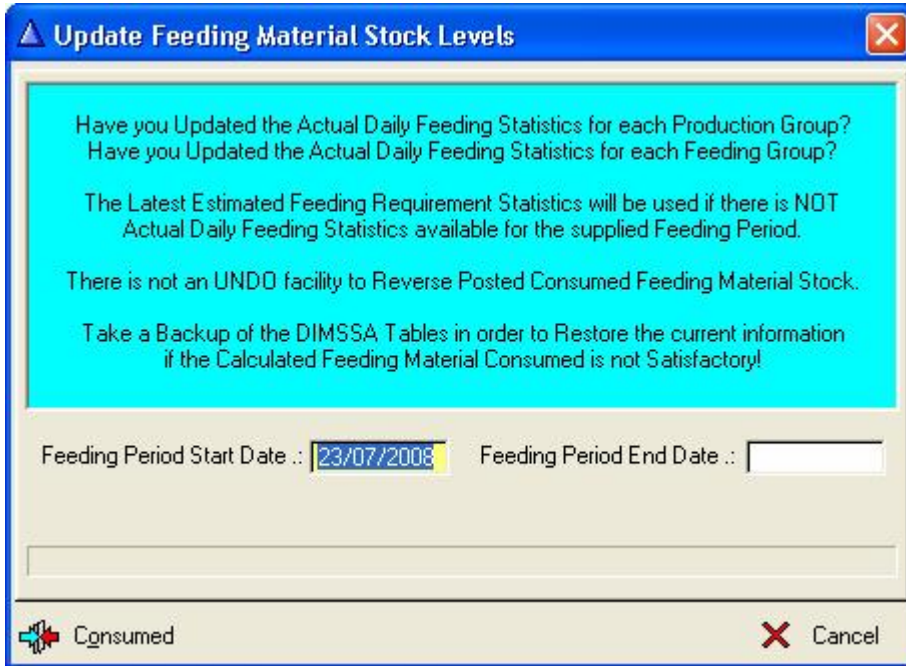 Update Feeding Material Stock Levels
Have you Updated the Actual Daily Feeding Statistics for each Production Group?
Have you Updated the Actual Daily Feeding Statistics for each Feeding Group?
The Latest Estimated Feeding Requirement Statistics will be used if there is NOT
Actual Daily Feeding Statistics available for the supplied Feeding Period.
There is not an UNDO facility to Reverse Posted Consumed Feeding Material Stock.
Take a Backup of the DIMSSA Tables in order to Restore the current information
if the Calculated Feeding Material Consumed is not Satisfactory!
Feeding Period Start Date .: 23/07/2008 Feeding Period End Date .:
Consumed Cancel